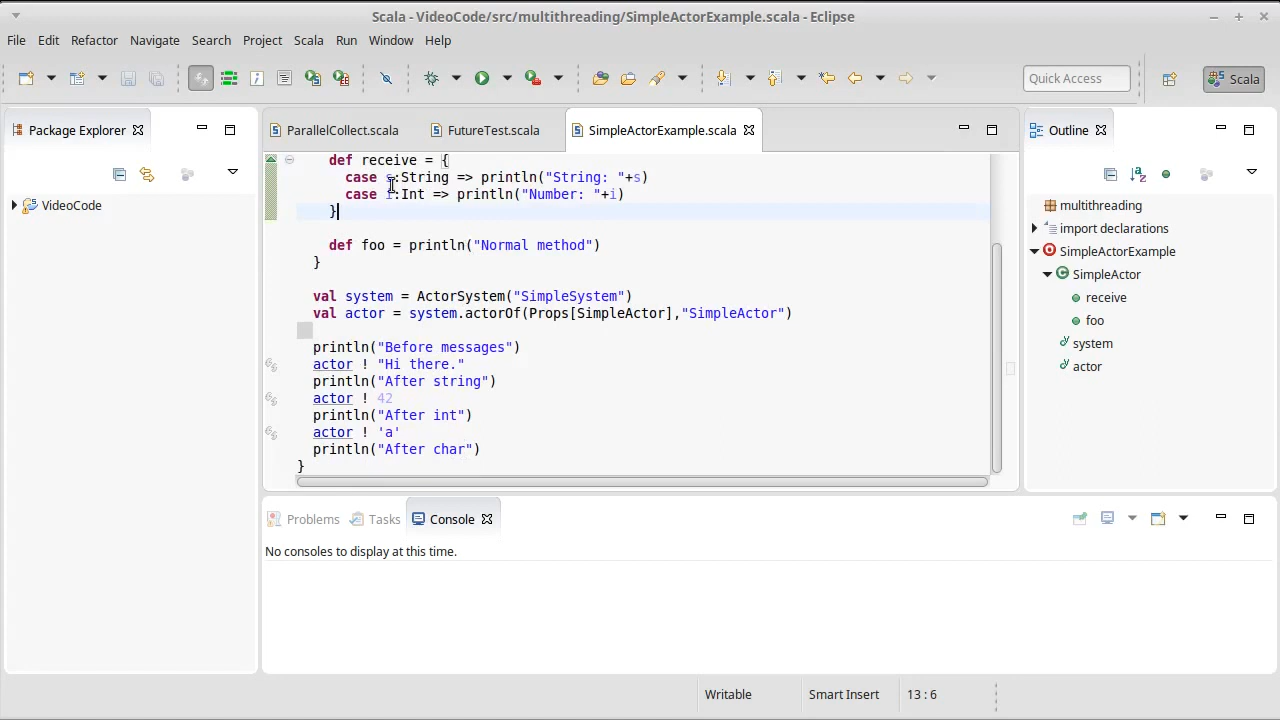 Scala - VideoCode/src/multithreading/SimpleActorExample.scala - Eclipse
File Edit Refactor Navigate Search Project Scala Run Window Help
Quick Access
Scala
Package Explorer
VideoCode
ParallelCollect.scala FutureTest.scala SimpleActorExample.scala
def receive = {
case s:String => println("String: "+s)
case i:Int => println("Number: "+i)
}
def foo = println("Normal method")
}
val system = ActorSystem("SimpleSystem")
val actor = system.actorOf(Props[SimpleActor],"SimpleActor")
println("Before messages")
actor ! "Hi there."
println("After string")
actor ! 42
println("After int")
actor ! 'a'
println("After char")
}
Outline
multithreading
import declarations
SimpleActorExample
SimpleActor
receive
foo
system
actor
Problems Tasks Console
No consoles to display at this time.
Writable Smart Insert 13 : 6